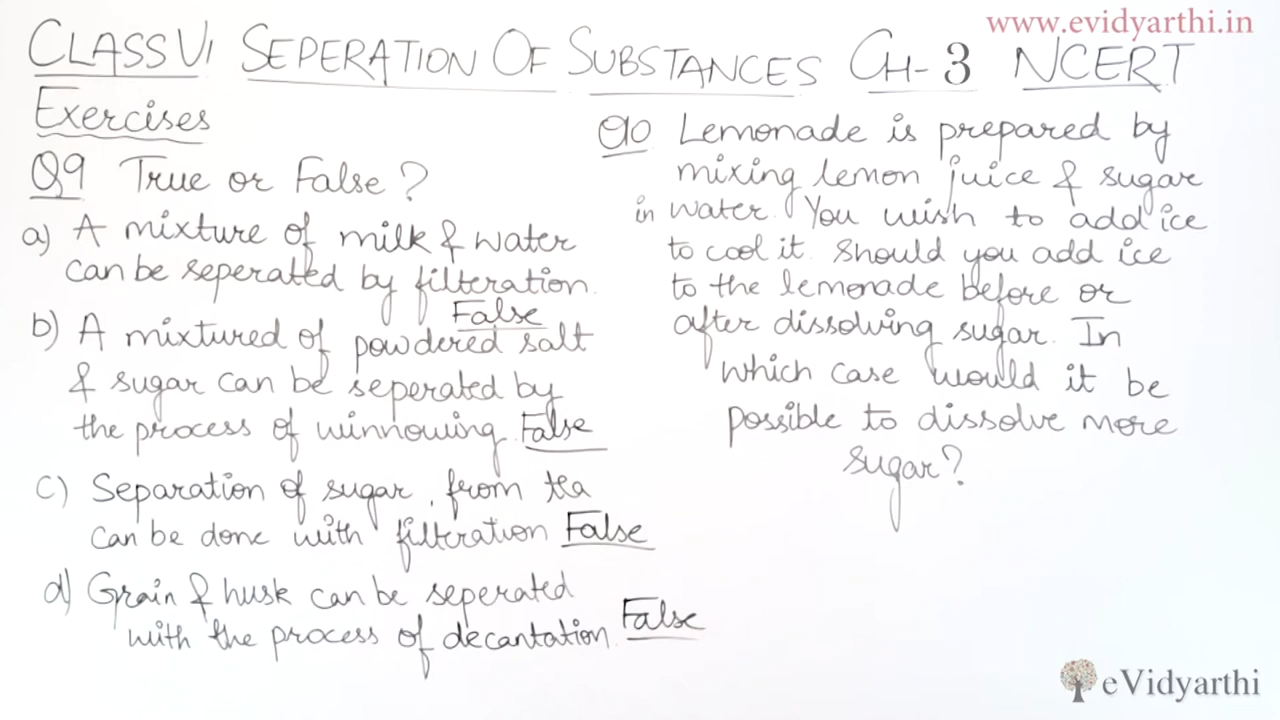 www.evidyarthi.in
CLASS VI SEPERATION OF SUBSTANCES CH-3 NCERT
Exercises
Q9 True or False?
a) A mixture of milk & water
can be seperated by filteration.
False
b) A mixtured of powdered salt
& sugar can be seperated by
the process of winnowing. False
c) Separation of sugar, from tea
can be done with filteration False
d) Grain & husk can be seperated
with the process of decantation. False
Q10 Lemonade is prepared by
mixing lemon juice & sugar
in water. You wish to add ice
to cool it. Should you add ice
to the lemonade before or
after dissolving sugar. In
which case would it be
possible to dissolve more
sugar?
eVidyarthi